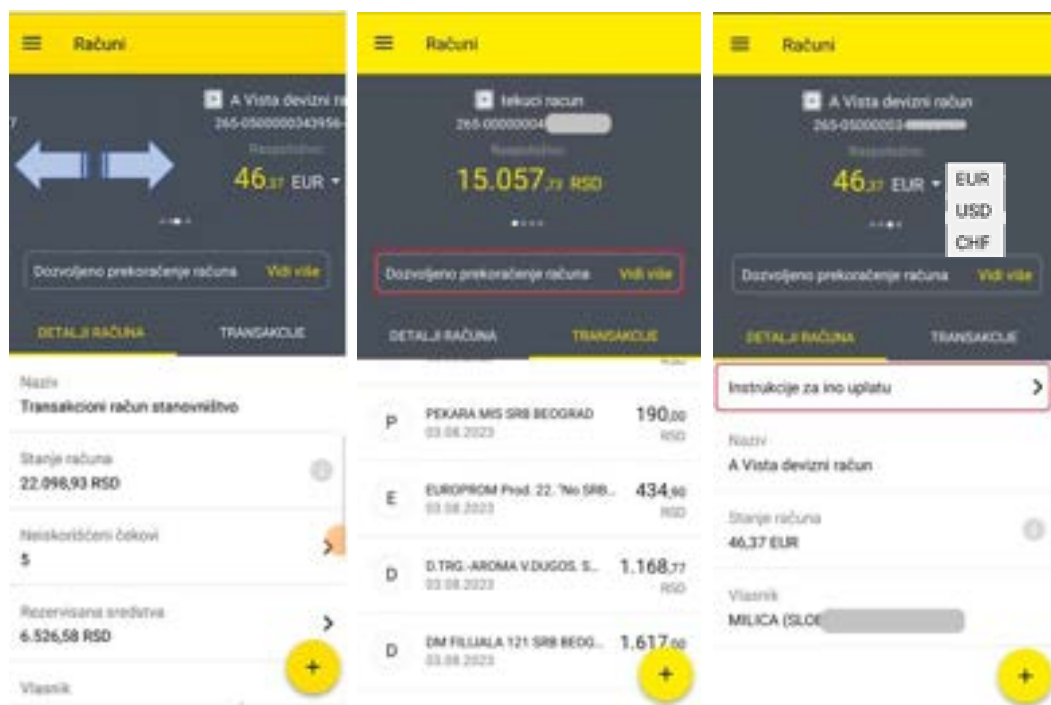 Računi
A Vista devizni ra
265-0500000343956-
Raspoloživo:
46,37 EUR
Dozvoljeno prekoračenje računa Vidi više
DETALJI RAČUNA TRANSAKCIJE
Naziv
Transakcioni račun stanovništvo
Stanje računa
22.098,93 RSD
Neiskorišćeni čekovi
5
Rezervisana sredstva
6.526,58 RSD
Vlasnik
+
Računi
tekuci racun
265-00000004
Raspoloživo:
15.057,73 RSD
Dozvoljeno prekoračenje računa Vidi više
DETALJI RAČUNA TRANSAKCIJE
RSD
P PEKARA MIS SRB BEOGRAD 190,00
03.08.2023 RSD
E EUROPROM Prod. 22. "No SRB... 434,90
03.08.2023 RSD
D D.TRG.-AROMA V.DUGOS. S... 1.168,77
03.08.2023 RSD
D DM FILIJALA 121 SRB BEOG... 1.617,00
03.08.2023
+
Računi
A Vista devizni račun
265-05000003
Raspoloživo:
46,37 EUR
EUR
USD
CHF
Dozvoljeno prekoračenje računa Vidi više
DETALJI RAČUNA TRANSAKCIJE
Instrukcije za ino uplatu
Naziv
A Vista devizni račun
Stanje računa
46,37 EUR
Vlasnik
MILICA (SLOB
+